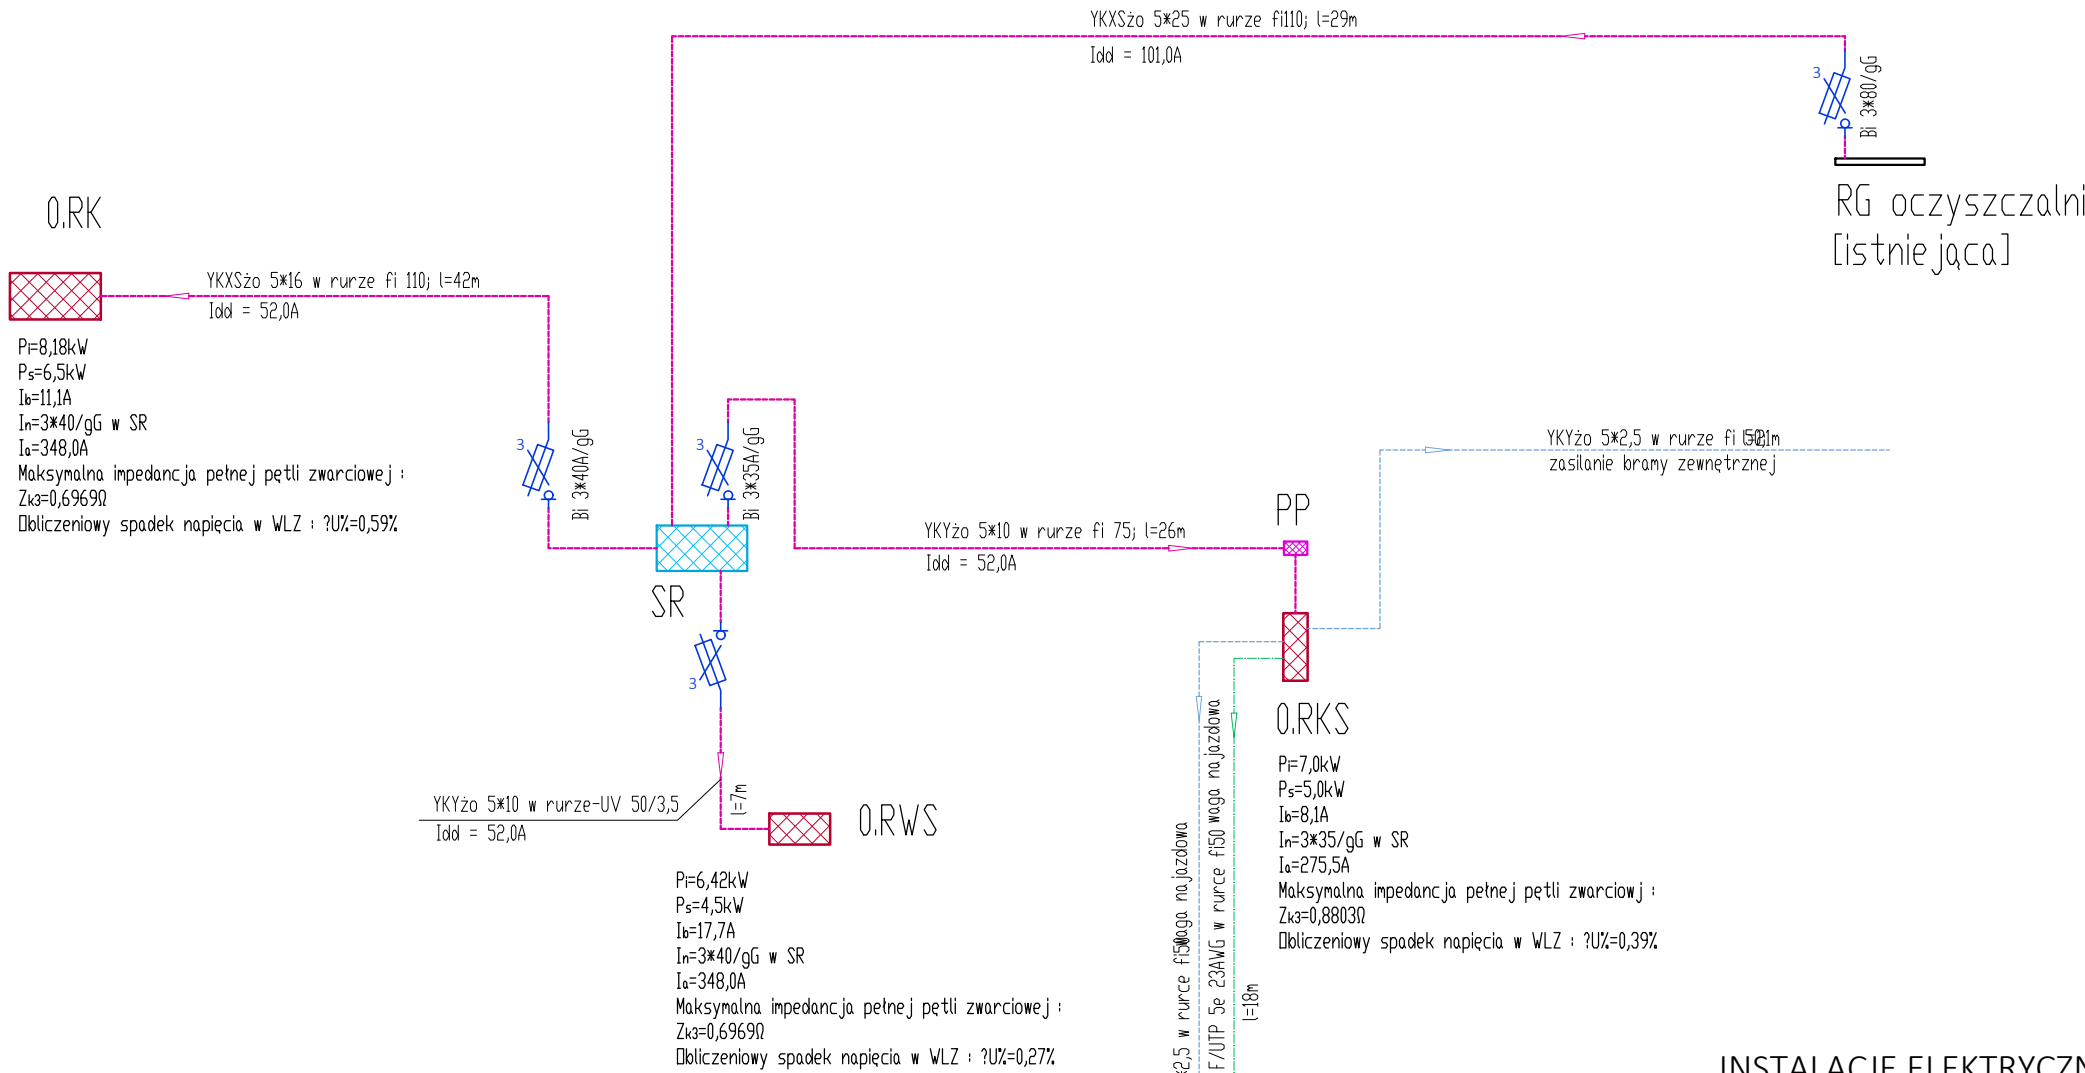 YKXSżo 5*25 w rurze fi110; l=29m
Idd = 101,0A
3
Bi 3*80/gG
RG oczyszczalni
[istniejąca]
O.RK
YKXSżo 5*16 w rurze fi 110; l=42m
Idd = 52,0A
Pi=8,18kW
Ps=6,5kW
Ib=11,1A
In=3*40/gG w SR
Ia=348,0A
Maksymalna impedancja pełnej pętli zwarciowej :
Zk3=0,6969Ω
Obliczeniowy spadek napięcia w WLZ : ?U%=0,59%
3
Bi 3*40A/gG
3
Bi 3*35A/gG
SR
YKYżo 5*10 w rurze fi 75; l=26m
Idd = 52,0A
PP
YKYżo 5*2,5 w rurze fi
zasilanie bramy zewnętrznej
3
YKYżo 5*10 w rurze-UV 50/3,5
Idd = 52,0A
l=7m
O.RWS
Pi=6,42kW
Ps=4,5kW
Ib=17,7A
In=3*40/gG w SR
Ia=348,0A
Maksymalna impedancja pełnej pętli zwarciowej :
Zk3=0,6969Ω
Obliczeniowy spadek napięcia w WLZ : ?U%=0,27%
O.RKS
Pi=7,0kW
Ps=5,0kW
Ib=8,1A
In=3*35/gG w SR
Ia=275,5A
Maksymalna impedancja pełnej pętli zwarciowj :
Zk3=0,8803Ω
Obliczeniowy spadek napięcia w WLZ : ?U%=0,39%
*2,5 w rurce fi50 waga najazdowa
F/UTP 5e 23AWG w rurce fi50 waga najazdowa
l=18m
INSTALACJE ELEKTRYCZN